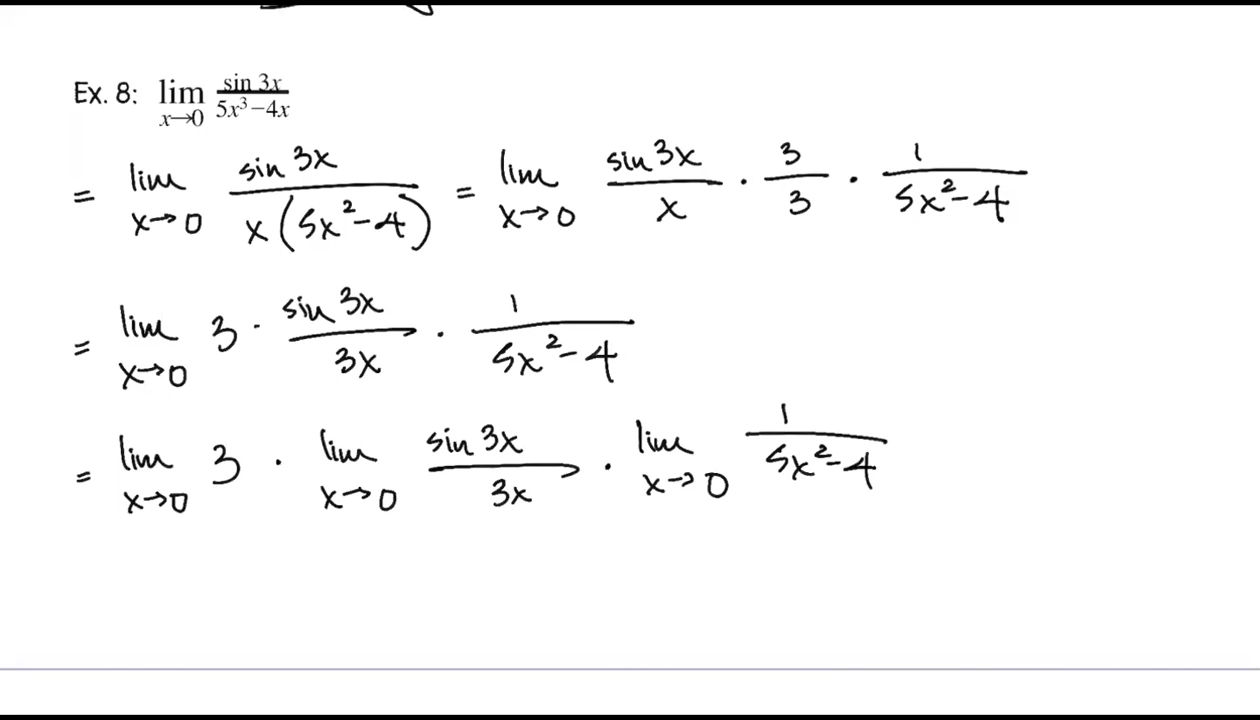 Ex. 8: lim x→0 sin 3x / 5x³−4x
= lim x→0 sin 3x / x(5x²−4) = lim x→0 sin 3x / x · 3/3 · 1 / 5x²−4
= lim x→0 3 · sin 3x / 3x · 1 / 5x²−4
= lim x→0 3 · lim x→0 sin 3x / 3x · lim x→0 1 / 5x²−4